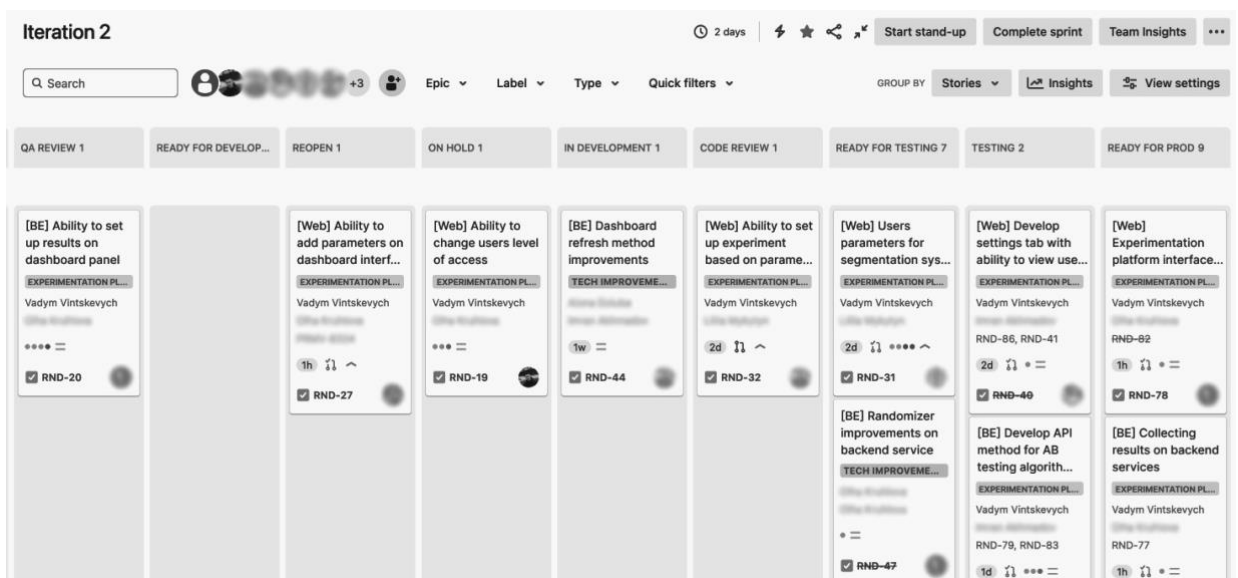 Iteration 2
2 days
Start stand-up
Complete sprint
Team Insights
Search
+3
Epic
Label
Type
Quick filters
GROUP BY
Stories
Insights
View settings
QA REVIEW 1
READY FOR DEVELOP...
REOPEN 1
ON HOLD 1
IN DEVELOPMENT 1
CODE REVIEW 1
READY FOR TESTING 7
TESTING 2
READY FOR PROD 9
[BE] Ability to set
up results on
dashboard panel
EXPERIMENTATION PL...
Vadym Vintskevych
RND-20
[Web] Ability to
add parameters on
dashboard interf...
EXPERIMENTATION PL...
Vadym Vintskevych
1h
RND-27
[Web] Ability to
change users level
of access
EXPERIMENTATION PL...
Vadym Vintskevych
RND-19
[BE] Dashboard
refresh method
improvements
TECH IMPROVEME...
1w
RND-44
[Web] Ability to set
up experiment
based on parame...
EXPERIMENTATION PL...
Vadym Vintskevych
2d
RND-32
[Web] Users
parameters for
segmentation sys...
EXPERIMENTATION PL...
Vadym Vintskevych
2d
RND-31
[BE] Randomizer
improvements on
backend service
TECH IMPROVEME...
RND-47
[Web] Develop
settings tab with
ability to view use...
EXPERIMENTATION PL...
Vadym Vintskevych
RND-86, RND-41
2d
RND-40
[BE] Develop API
method for AB
testing algorith...
EXPERIMENTATION PL...
Vadym Vintskevych
RND-79, RND-83
1d
[Web]
Experimentation
platform interface...
EXPERIMENTATION PL...
Vadym Vintskevych
RND-82
1h
RND-78
[BE] Collecting
results on backend
services
EXPERIMENTATION PL...
Vadym Vintskevych
RND-77
1h